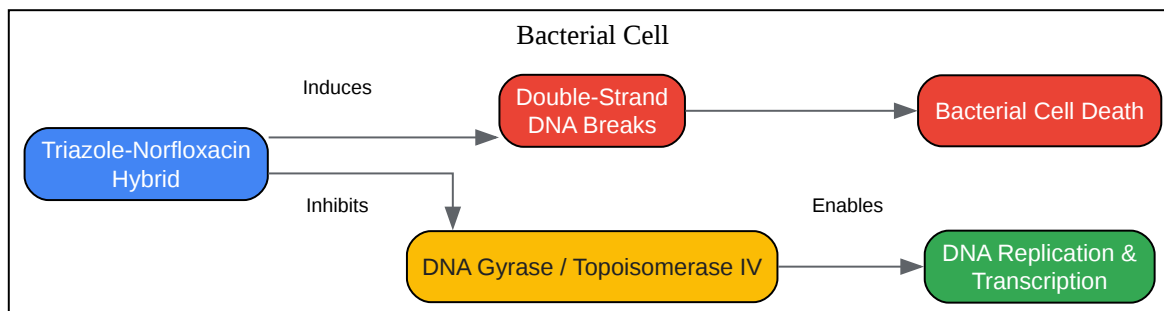 Bacterial Cell
Induces
Double-Strand
DNA Breaks
Bacterial Cell Death
Triazole-Norfloxacin
Hybrid
Inhibits
Enables
DNA Gyrase / Topoisomerase IV
DNA Replication &
Transcription